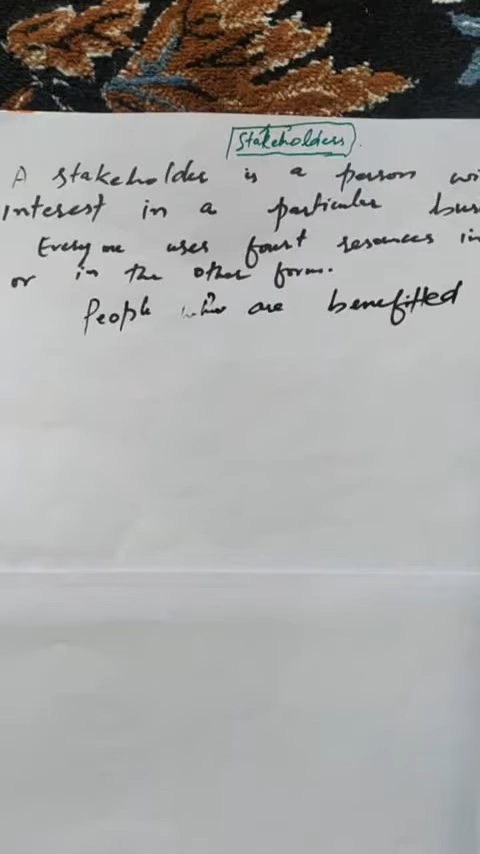 Stakeholders.
A stakeholder is a person wi
interest in a particular bus
Every one uses forest resources in
or in the other form.
People who are benefitted